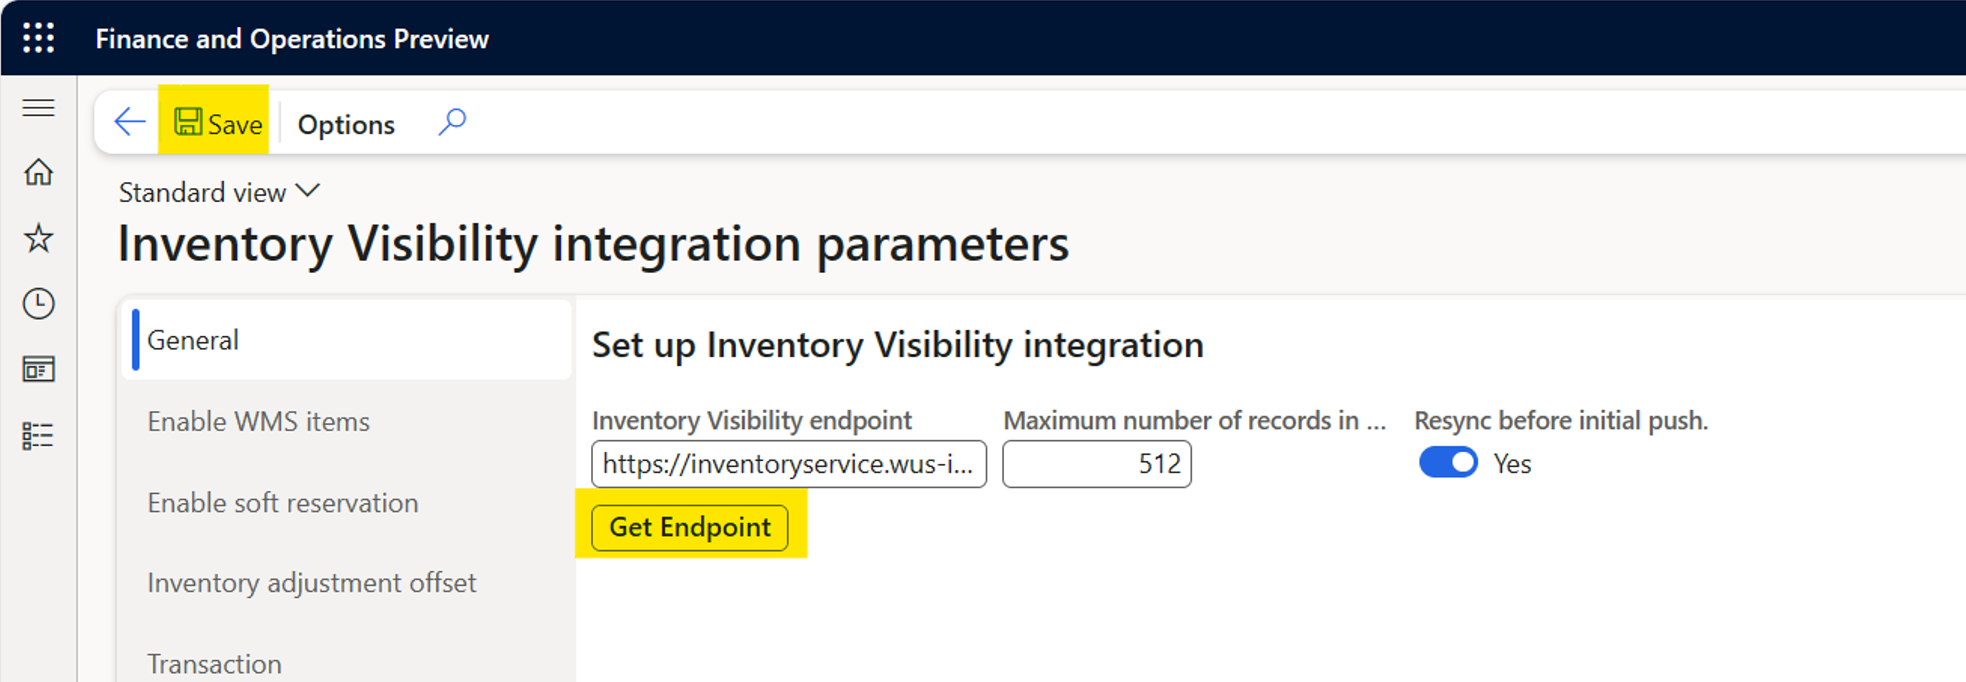 Finance and Operations Preview
Save
Options
Standard view
Inventory Visibility integration parameters
General
Enable WMS items
Enable soft reservation
Inventory adjustment offset
Transaction
Set up Inventory Visibility integration
Inventory Visibility endpoint
https://inventoryservice.wus-i...
Get Endpoint
Maximum number of records in ...
512
Resync before initial push.
Yes